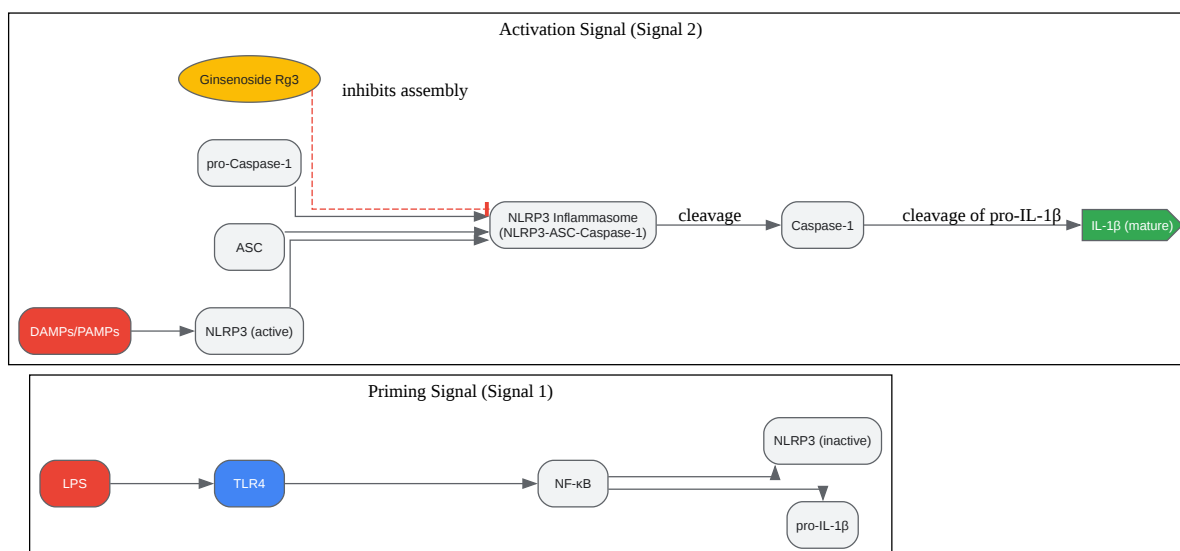 Activation Signal (Signal 2)
Ginsenoside Rg3
inhibits assembly
pro-Caspase-1
NLRP3 Inflammasome
(NLRP3-ASC-Caspase-1)
cleavage
Caspase-1
cleavage of pro-IL-1β
IL-1β (mature)
ASC
DAMPs/PAMPs
NLRP3 (active)
Priming Signal (Signal 1)
NLRP3 (inactive)
LPS
TLR4
NF-κB
pro-IL-1β